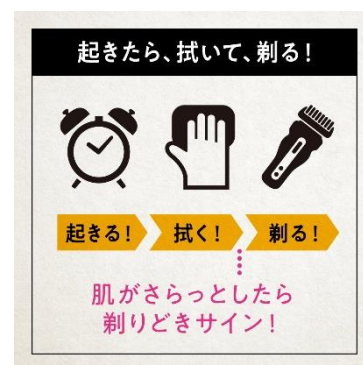 起きたら、拭いて、剃る！
起きる！ 拭く！ 剃る！
肌がさらっとしたら
剃りどきサイン！